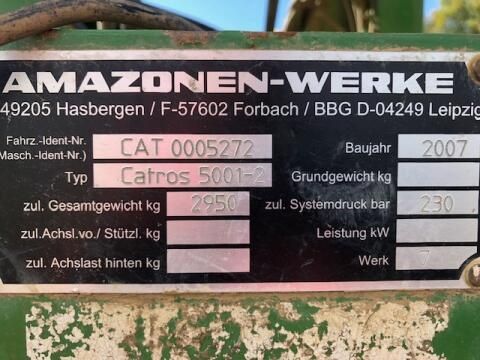 AMAZONEN-WERKE
49205 Hasbergen / F-57602 Forbach / BBG D-04249 Leipzig
Fahrz.-Ident-Nr.
(Masch.-Ident-Nr.) CAT 0005272 Baujahr 2007
Typ Catros 5001-2 Grundgewicht kg
zul. Gesamtgewicht kg 2950 zul. Systemdruck bar 230
zul. Achsl.vo./ Stützl. kg Leistung kW
zul. Achslast hinten kg Werk 7